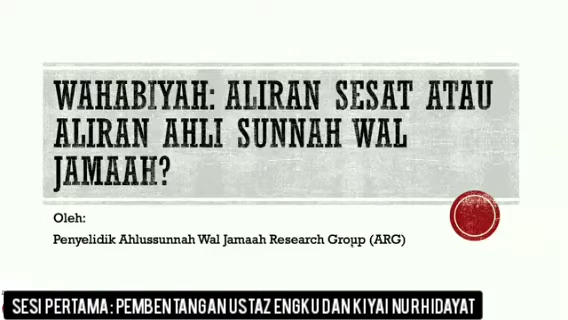 WAHABIYAH: ALIRAN SESAT ATAU
ALIRAN AHLI SUNNAH WAL
JAMAAH?
Oleh:
Penyelidik Ahlussunnah Wal Jamaah Research Group (ARG)
SESI PERTAMA: PEMBENTANGAN USTAZ ENGKU DAN KIYAI NURHIDAYAT